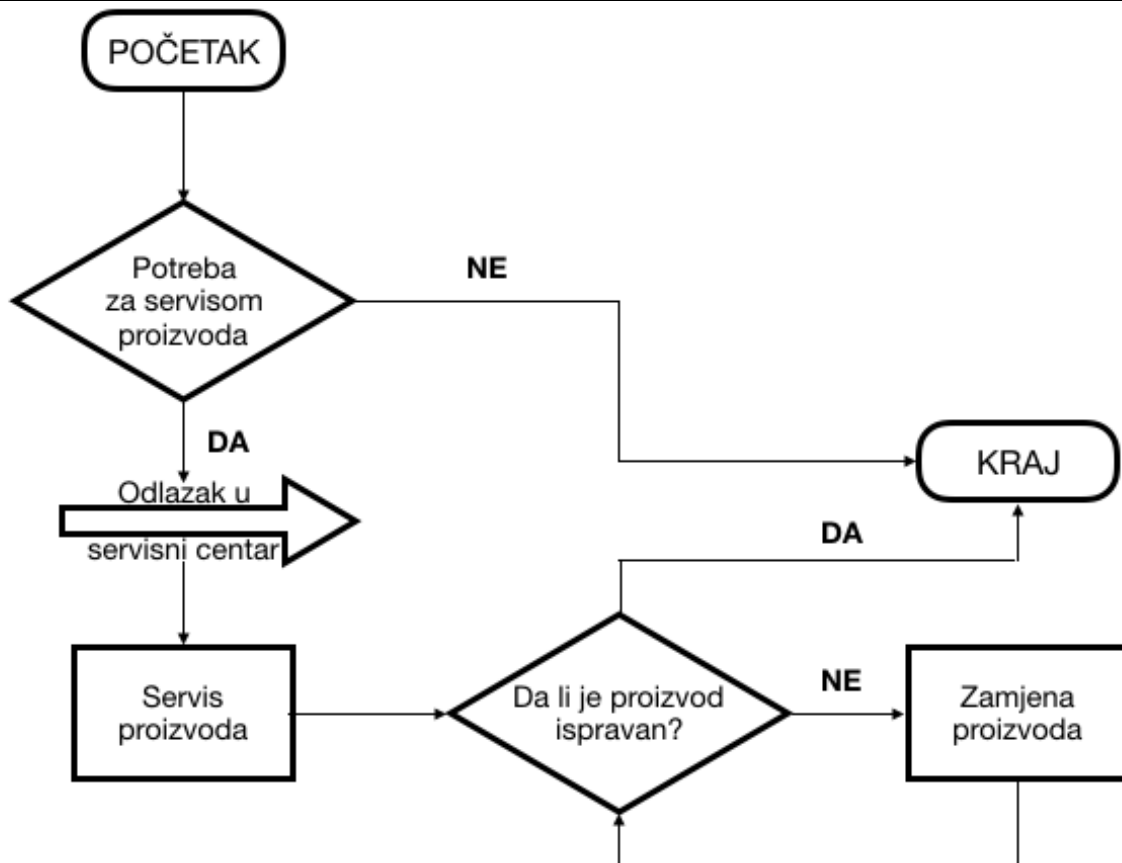 POČETAK
Potreba
za servisom
proizvoda
NE
DA
Odlazak u
servisni centar
KRAJ
DA
Servis
proizvoda
Da li je proizvod
ispravan?
NE
Zamjena
proizvoda